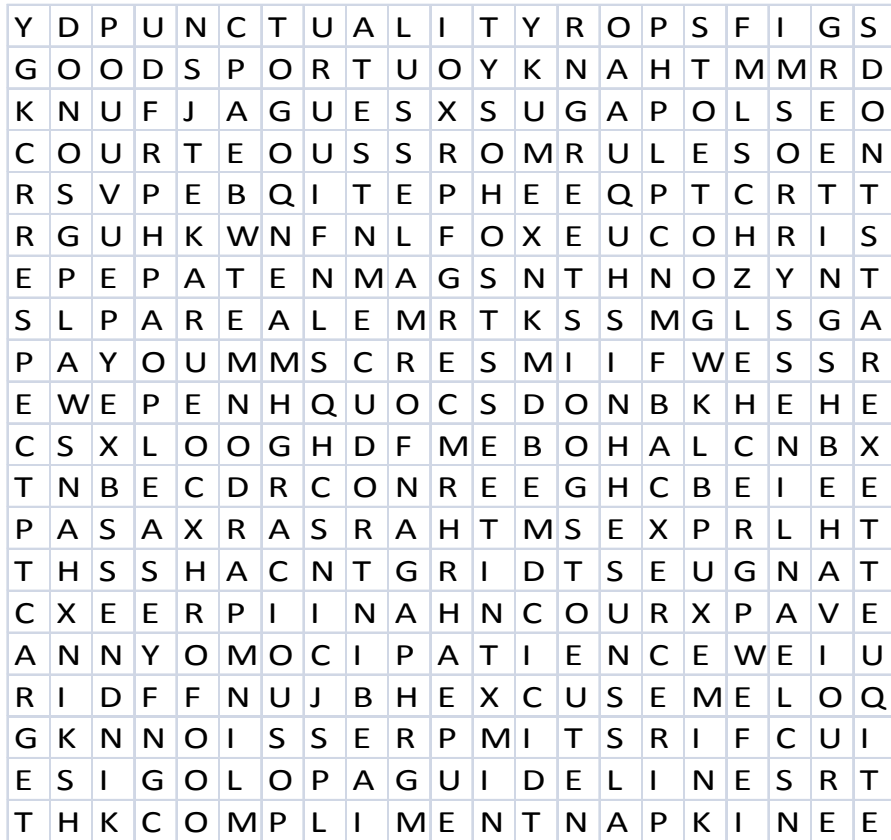 Y D P U N C T U A L I T Y R O P S F I G S
G O O D S P O R T U O Y K N A H T M M R D
K N U F J A G U E S X S U G A P O L S E O
C O U R T E O U S S R O M R U L E S O E N
R S V P E B Q I T E P H E E Q P T C R T T
R G U H K W N F N L F O X E U C O H R I S
E P E P A T E N M A G S N T H N O Z Y N T
S L P A R E A L E M R T K S S M G L S G A
P A Y O U M M S C R E S M I I F W E S S R
E W E P E N H Q U O C S D O N B K H E H E
C S X L O O G H D F M E B O H A L C N B X
T N B E C D R C O N R E E G H C B E I E E
P A S A X R A S R A H T M S E X P R L H T
T H S S H A C N T G R I D T S E U G N A T
C X E E R P I I N A H N C O U R X P A V E
A N N Y O M O C I P A T I E N C E W E I U
R I D F F N U J B H E X C U S E M E L O Q
G K N N O I S S E R P M I T S R I F C U I
E S I G O L O P A G U I D E L I N E S R T
T H K C O M P L I M E N T N A P K I N E E